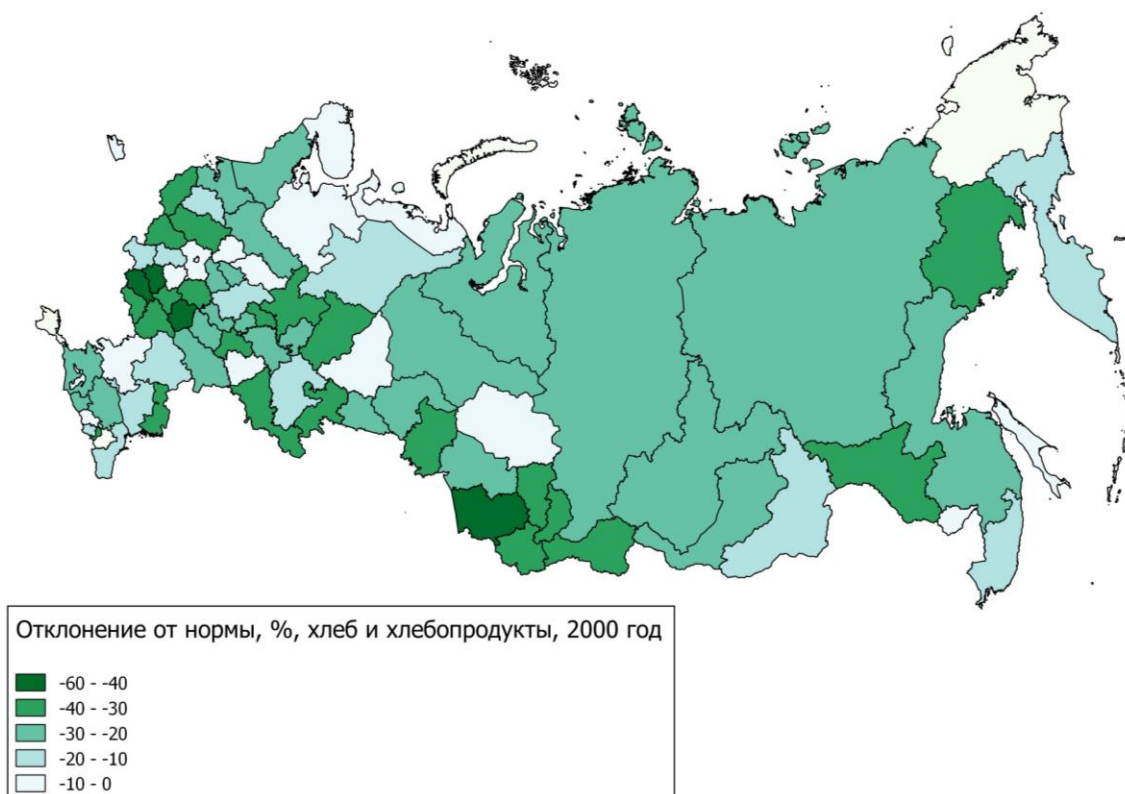 Отклонение от нормы, %, хлеб и хлебопродукты, 2000 год
-60 - -40
-40 - -30
-30 - -20
-20 - -10
-10 - 0